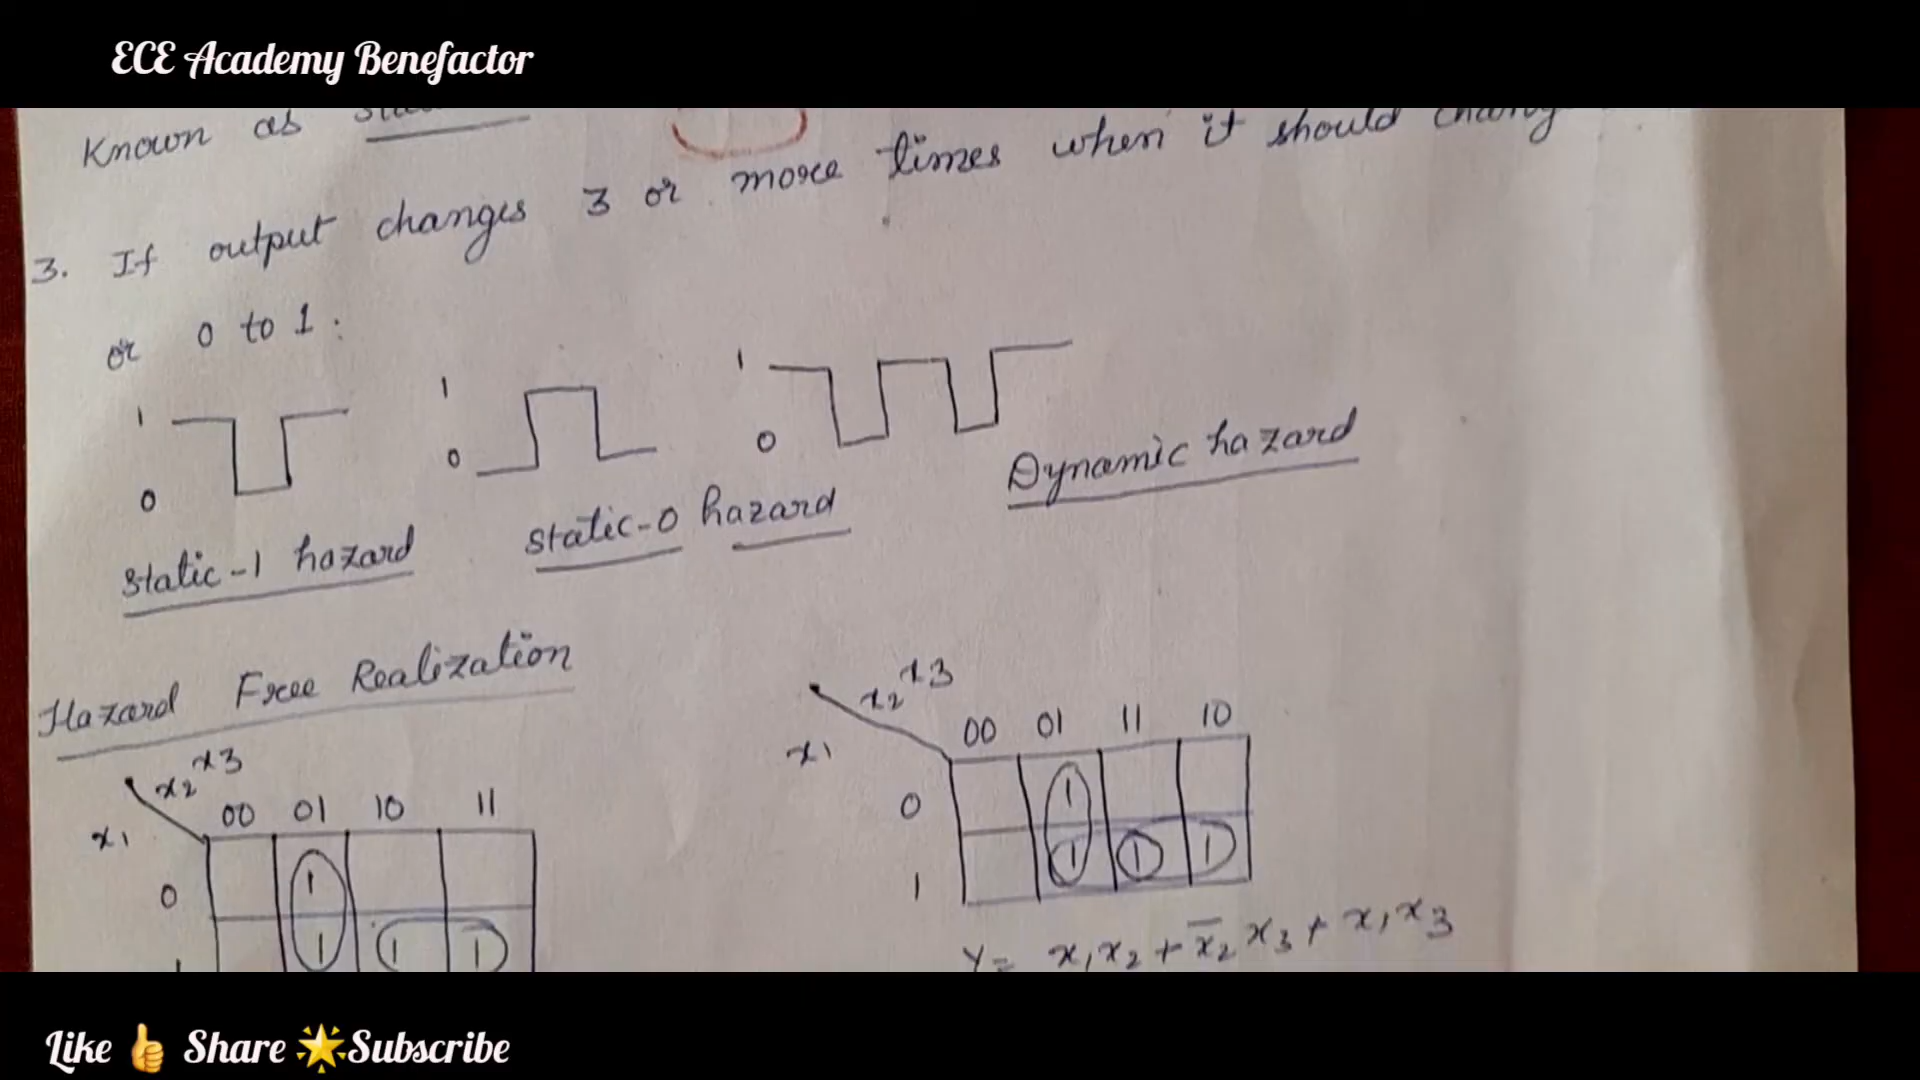 ECE Academy Benefactor
Known as
3. If output changes 3 or more times when it should
or 0 to 1.
1 0
1 0
1 0
Static-1 hazard
Static-0 hazard
Dynamic hazard
Hazard Free Realization
x2 x3
x1
00 01 10 11
0
1 1 1 1
x2 x3
x1
00 01 11 10
0 1
1 1 1 1
Y= x1x2 + x̅2 x3 + x1x3
Like 👍 Share 🌟Subscribe